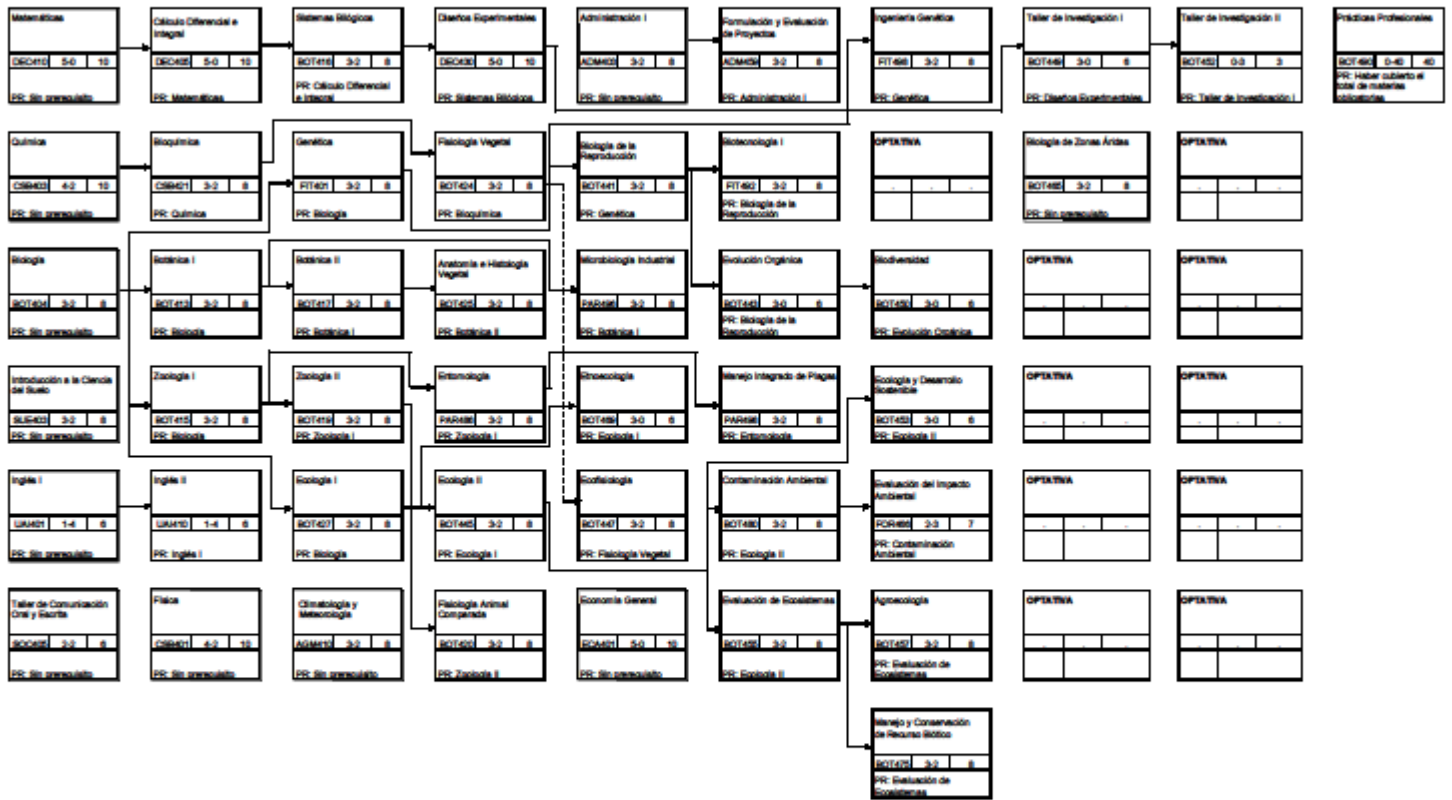 Matemáticas
DEC410 5-0 10
PR: Sin prerequisito
Cálculo Diferencial e
Integral
DEC405 5-0 10
PR: Matemáticas
Sistemas Bilógicos
BOT416 3-2 8
PR: Cálculo Diferencial
e Integral
Diseños Experimentales
DEC430 5-0 10
PR: Sistemas Bilógicos
Administración I
ADM403 3-2 8
PR: Sin prerequisito
Formulación y Evaluación
de Proyectos
ADM459 3-2 8
PR: Administración I
Ingeniería Genética
FIT498 3-2 8
PR: Genética
Taller de Investigación I
BOT449 3-0 6
PR: Diseños Experimentales
Taller de Investigación II
BOT452 0-3 3
PR: Taller de Investigación I
Prácticas Profesionales
BOT490 0-40 40
PR: Haber cubierto el
total de materias
obligatorias
Química
CSB403 4-2 10
PR: Sin prerequisito
Bioquímica
CSB421 3-2 8
PR: Química
Genética
FIT401 3-2 8
PR: Biología
Fisiología Vegetal
BOT424 3-2 8
PR: Bioquímica
Biología de la
Reproducción
BOT441 3-2 8
PR: Genética
Biotecnología I
FIT492 3-2 8
PR: Biología de la
Reproducción
OPTATIVA
Biología de Zonas Áridas
BOT465 3-2 8
PR: Sin prerequisito
OPTATIVA
Biología
BOT404 3-2 8
PR: Sin prerequisito
Botánica I
BOT413 3-2 8
PR: Biología
Botánica II
BOT417 3-2 8
PR: Botánica I
Anatomía e Histología
Vegetal
BOT425 3-2 8
PR: Botánica II
Microbiología Industrial
PAR496 3-2 8
PR: Botánica I
Evolución Orgánica
BOT443 3-0 6
PR: Biología de la
Reproducción
Biodiversidad
BOT450 3-0 6
PR: Evolución Orgánica
OPTATIVA
OPTATIVA
Introducción a la Ciencia
del Suelo
SUE403 3-2 8
PR: Sin prerequisito
Zoología I
BOT415 3-2 8
PR: Biología
Zoología II
BOT419 3-2 8
PR: Zoología I
Entomología
3-2 8
PR: Zoología I
Etnoecología
3-0 6
PR: Ecología I
Manejo Integrado de Plagas
3-2 8
PR: Entomología
Ecología y Desarrollo
Sostenible
BOT453 3-0 6
PR: Ecología II
OPTATIVA
OPTATIVA
Inglés I
UAI401 1-4 6
PR: Sin prerequisito
Inglés II
UAI410 1-4 6
PR: Inglés I
Ecología I
BOT427 3-2 8
PR: Biología
Ecología II
BOT445 3-2 8
PR: Ecología I
Ecofisiología
BOT447 3-2 8
PR: Fisiología Vegetal
Contaminación Ambiental
3-2 8
PR: Ecología II
Evaluación del Impacto
Ambiental
2-3 7
PR: Contaminación
Ambiental
OPTATIVA
OPTATIVA
Taller de Comunicación
Oral y Escrita
SOC405 2-2 6
PR: Sin prerequisito
Física
CSB401 4-2 10
PR: Sin prerequisito
Climatología y
Meteorología
AGM410 3-2 8
PR: Sin prerequisito
Fisiología Animal
Comparada
BOT420 3-2 8
PR: Zoología II
Economía General
ECA401 5-0 10
PR: Sin prerequisito
Evaluación de Ecosistemas
BOT455 3-2 8
PR: Ecología II
Agroecología
BOT457 3-2 8
PR: Evaluación de
Ecosistemas
OPTATIVA
OPTATIVA
Manejo y Conservación
de Recurso Biótico
BOT475 3-2 8
PR: Evaluación de
Ecosistemas